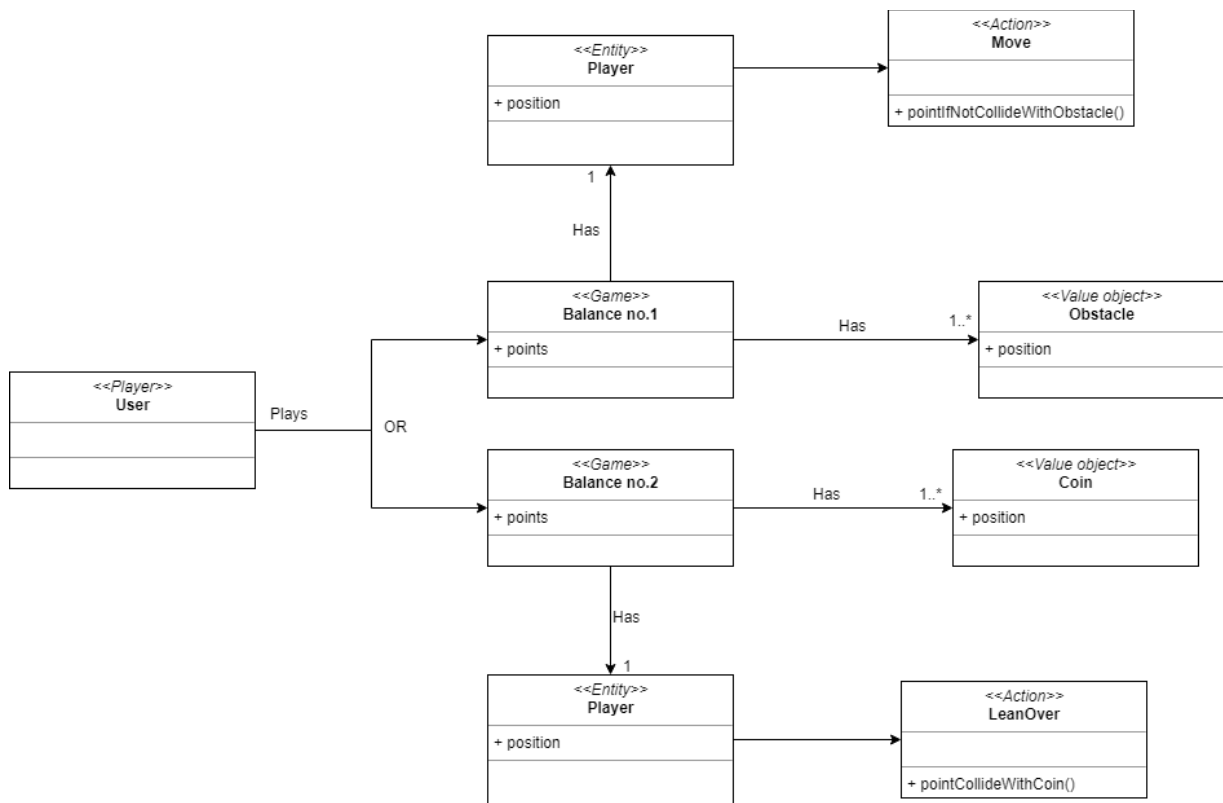 <<Action>>
Move
+ pointIfNotCollideWithObstacle()
<<Entity>>
Player
+ position
1
Has
<<Game>>
Balance no.1
+ points
Has
1..*
<<Value object>>
Obstacle
+ position
<<Player>>
User
Plays
OR
<<Game>>
Balance no.2
+ points
Has
1..*
<<Value object>>
Coin
+ position
Has
1
<<Entity>>
Player
+ position
<<Action>>
LeanOver
+ pointCollideWithCoin()